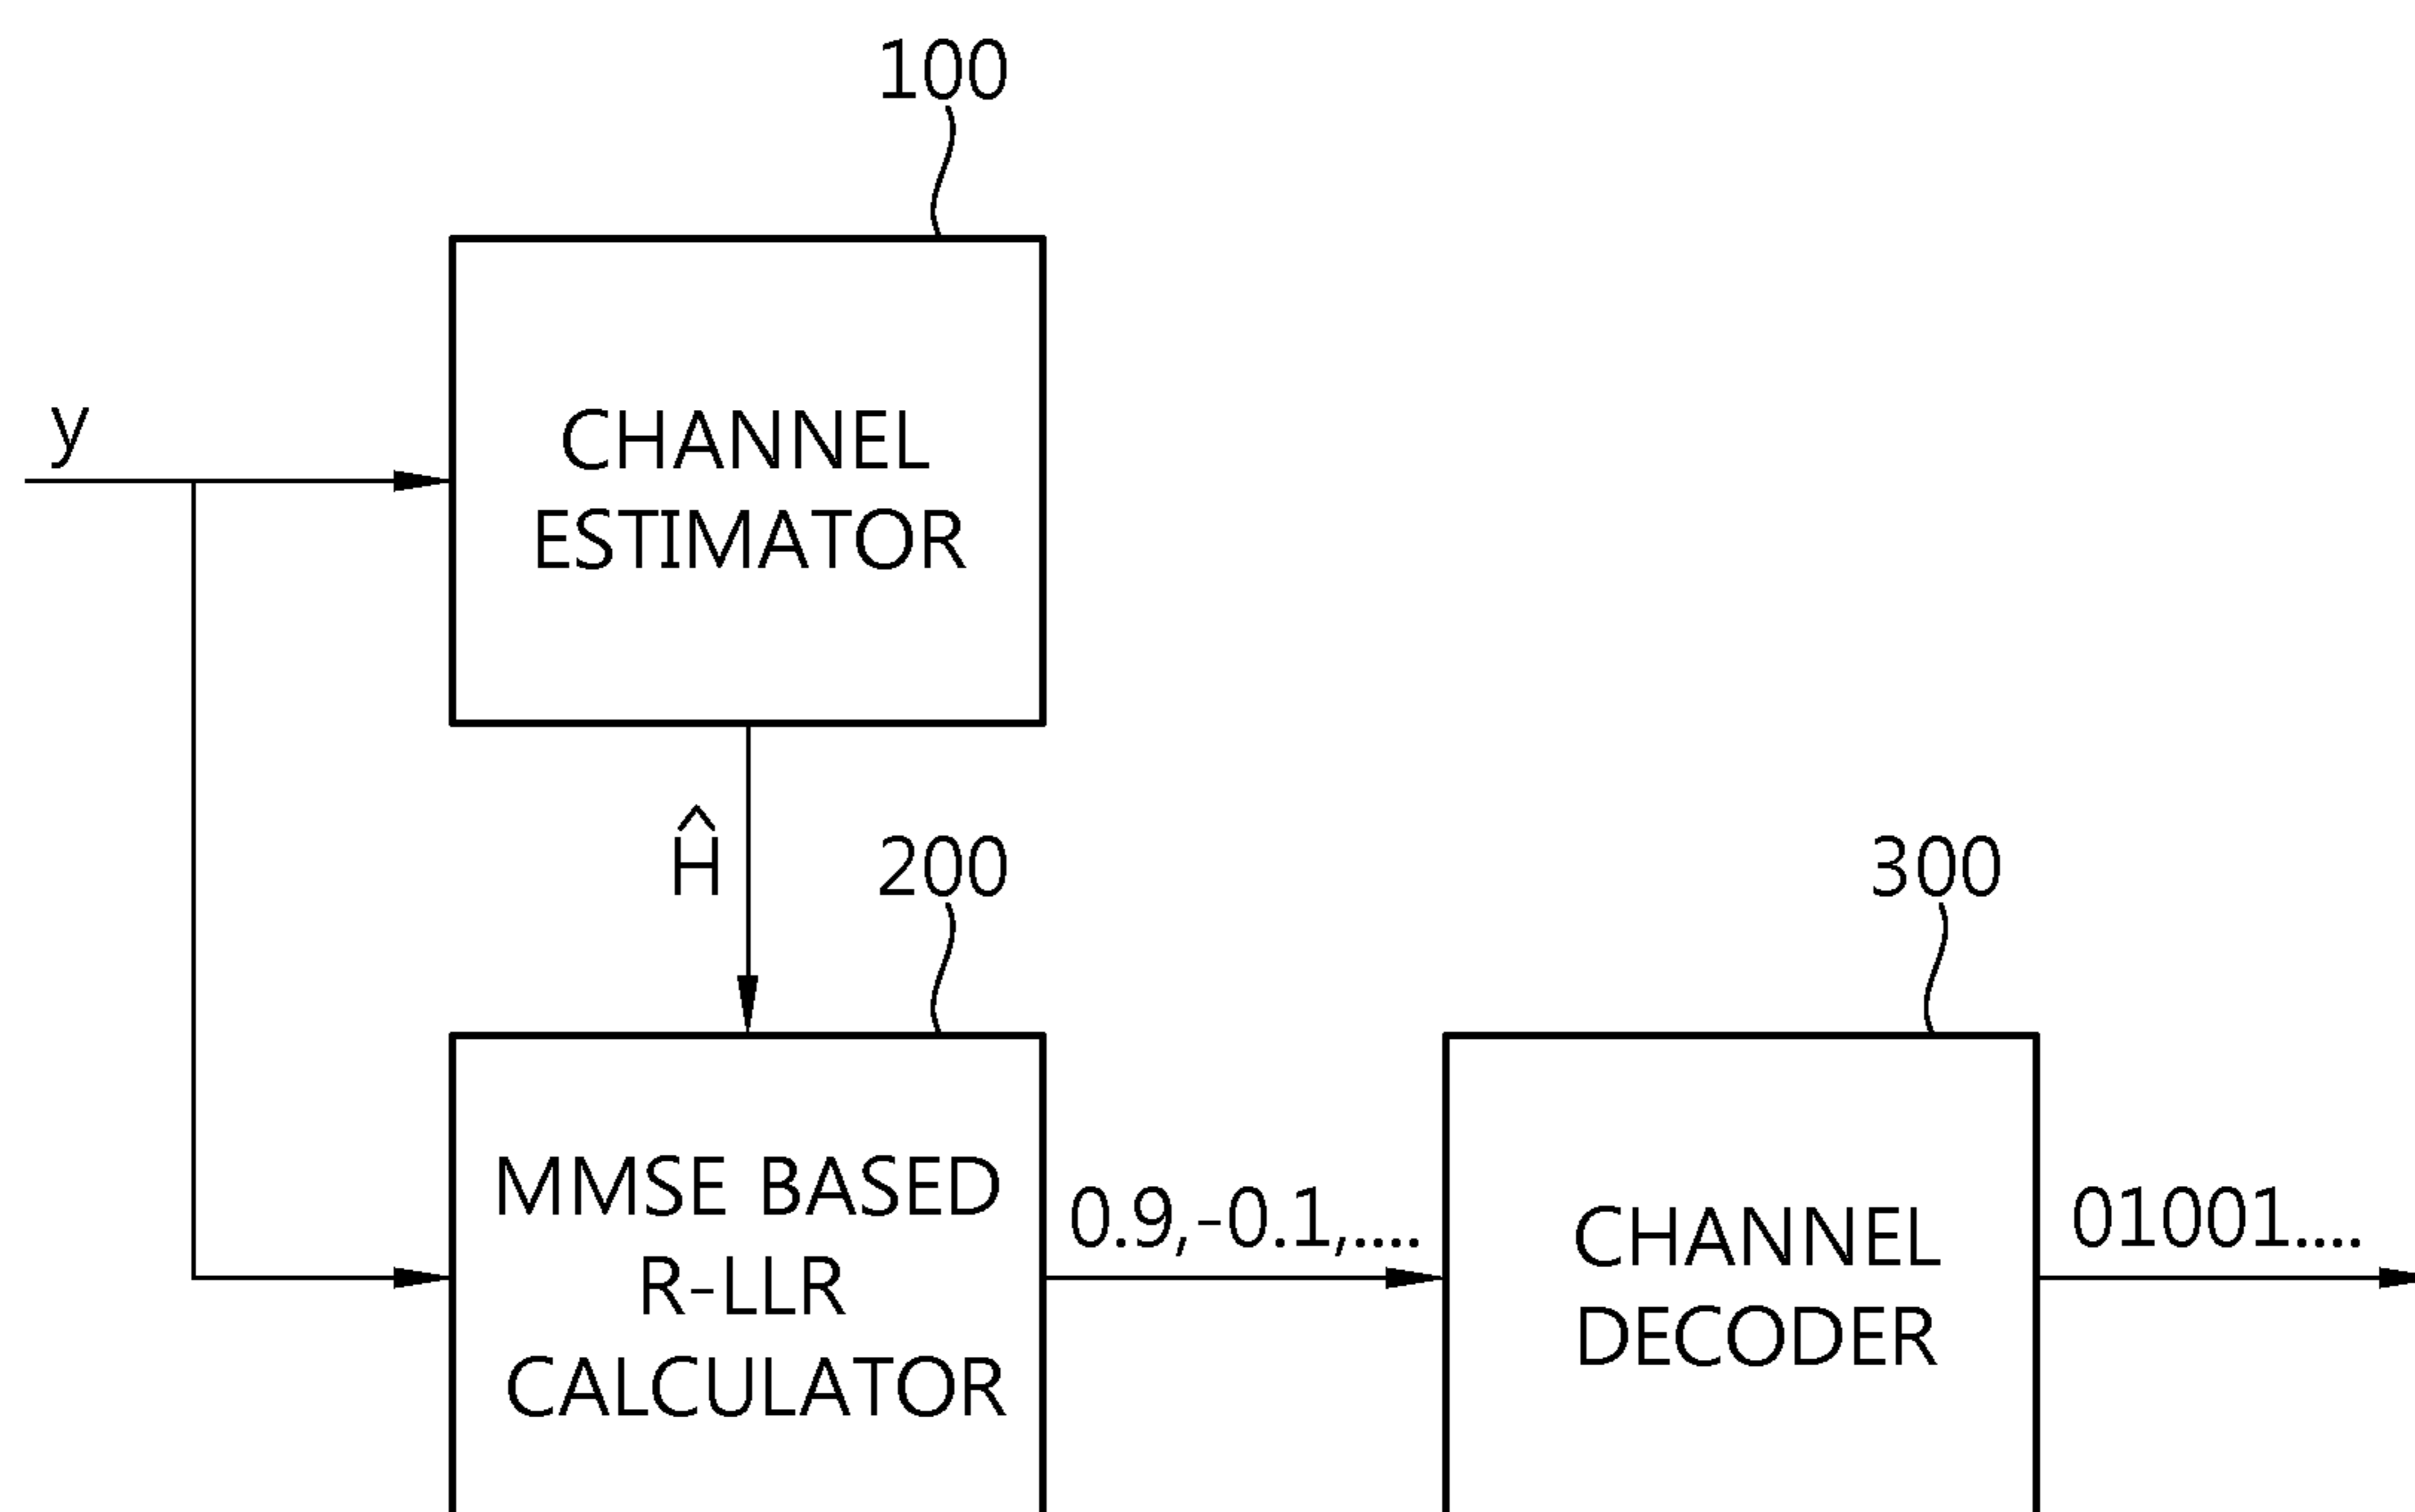 100
y
CHANNEL
ESTIMATOR
Ĥ
200
300
MMSE BASED
R-LLR
CALCULATOR
0.9,-0.1,....
CHANNEL
DECODER
01001....